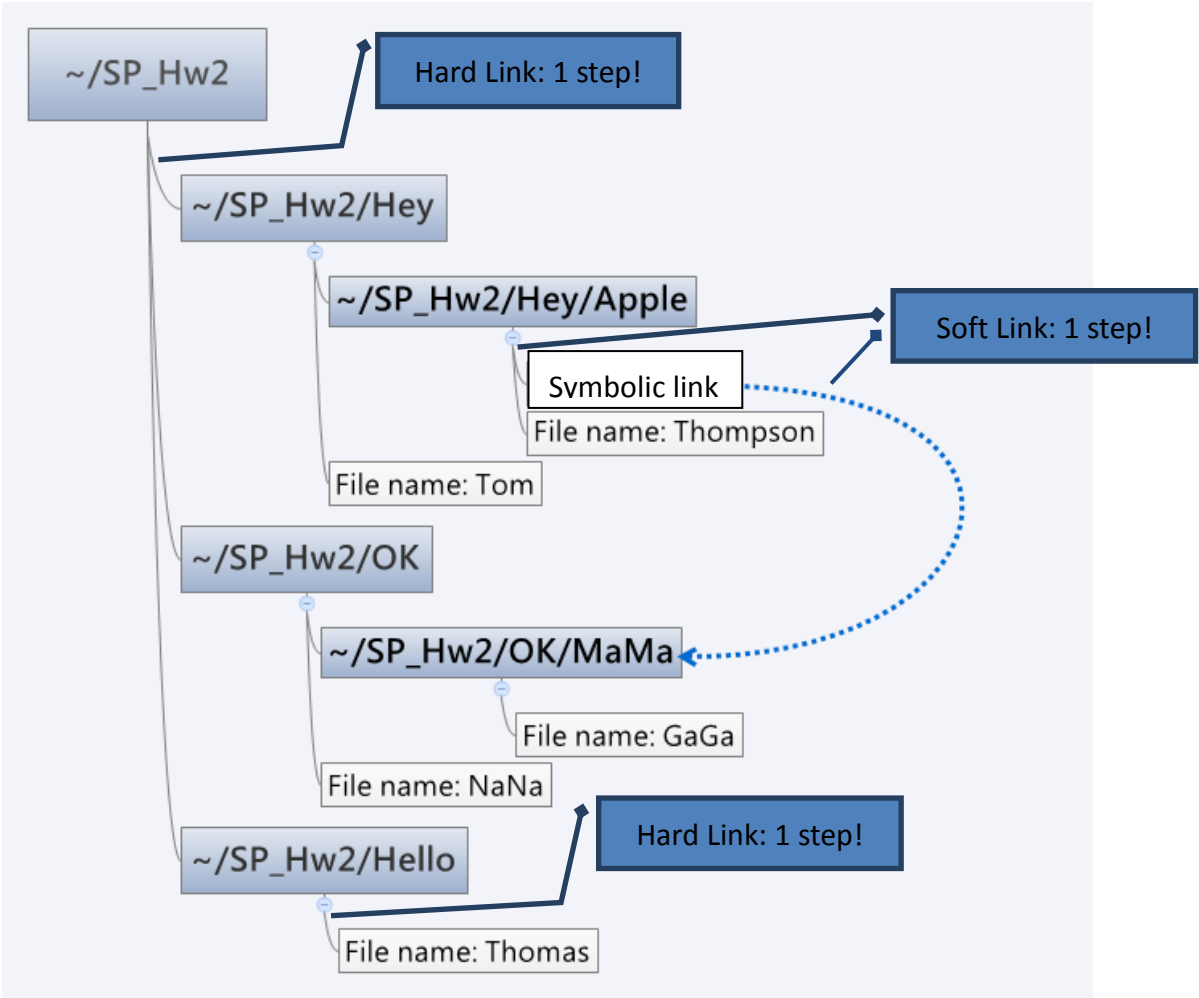 ~/SP_Hw2
Hard Link: 1 step!
~/SP_Hw2/Hey
~/SP_Hw2/Hey/Apple
Soft Link: 1 step!
Symbolic link
File name: Thompson
File name: Tom
~/SP_Hw2/OK
~/SP_Hw2/OK/MaMa
File name: GaGa
File name: NaNa
Hard Link: 1 step!
~/SP_Hw2/Hello
File name: Thomas